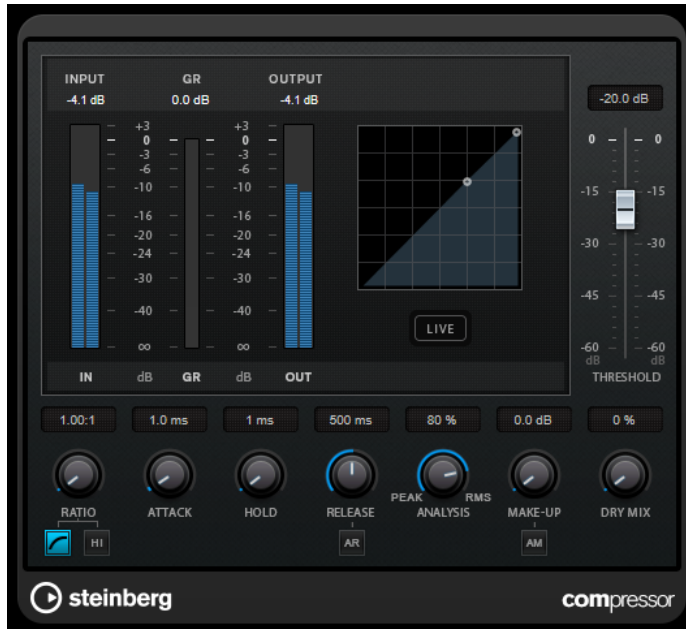 INPUT GR OUTPUT
-4.1 dB 0.0 dB -4.1 dB
-20.0 dB
+3 +3
0 0 0 0
-3 -3
-6 -6
-10 -10
-15 -15
-16 -16
-20 -20
-24 -24
-30 -30
-30 -30
-40 -40
-45 -45
∞ ∞
-60 -60
dB dB
LIVE
IN dB GR dB OUT
THRESHOLD
1.00:1 1.0 ms 1 ms 500 ms 80 % 0.0 dB 0 %
PEAK RMS
RATIO ATTACK HOLD RELEASE ANALYSIS MAKE-UP DRY MIX
HI AR AM
steinberg compressor